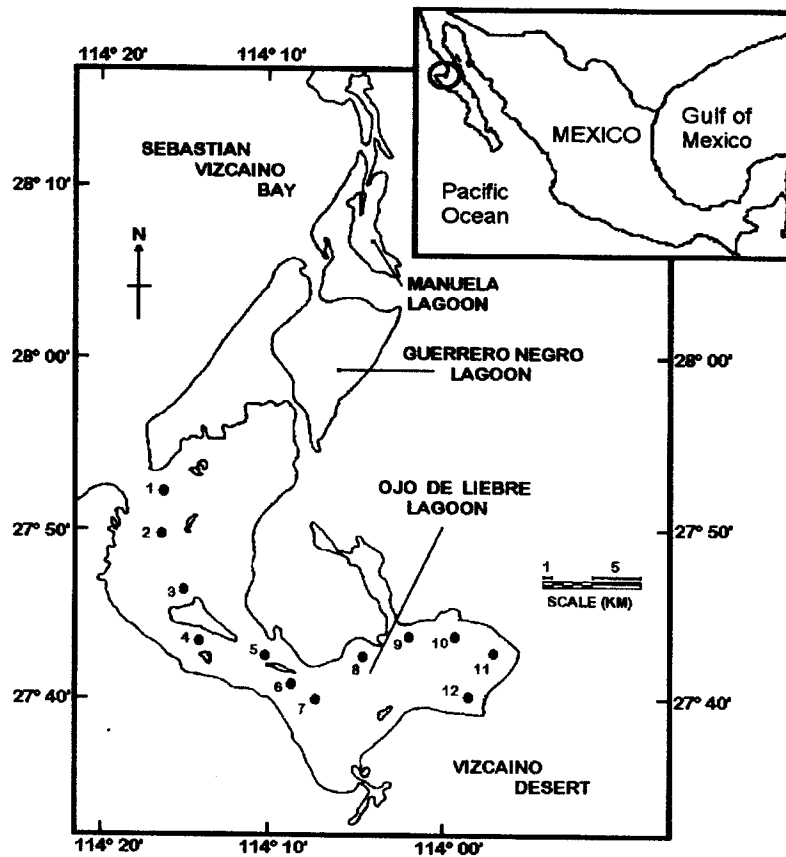 114° 20'
114° 10'
MEXICO
Gulf of
Mexico
Pacific
Ocean
SEBASTIAN
VIZCAINO
BAY
28° 10'
N
MANUELA
LAGOON
28° 00'
GUERRERO NEGRO
LAGOON
28° 00'
1
OJO DE LIEBRE
LAGOON
27° 50'
2
27° 50'
3
1 5
SCALE (KM)
4
5
6
7
8
9
10
11
12
27° 40'
27° 40'
VIZCAINO
DESERT
114° 20'
114° 10'
114° 00'